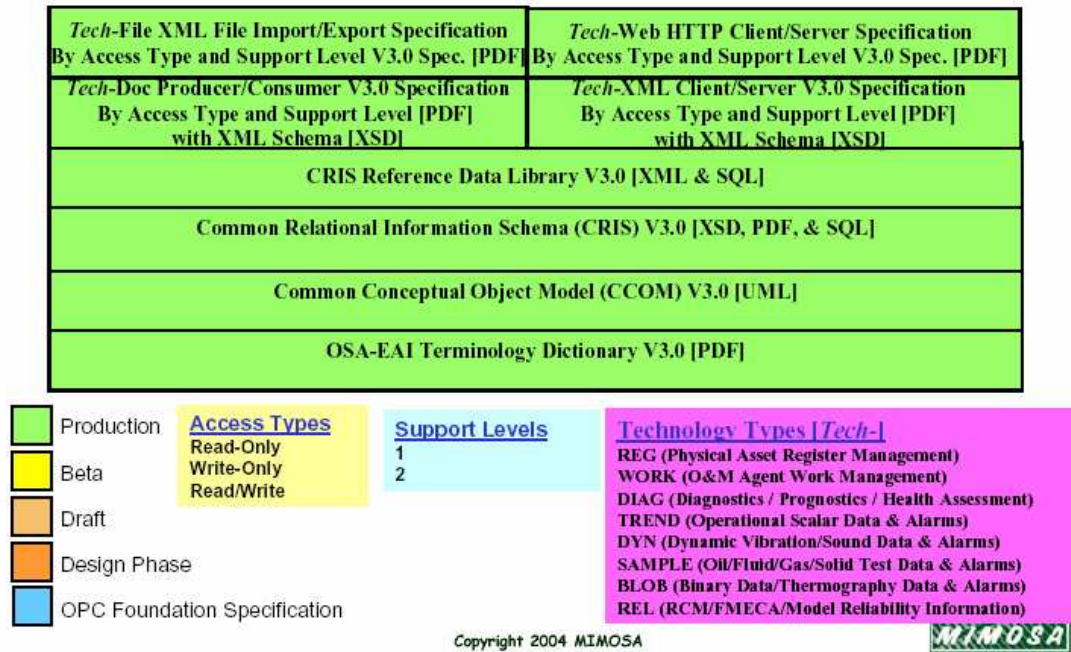 Tech-File XML File Import/Export Specification
By Access Type and Support Level V3.0 Spec. [PDF]
Tech-Web HTTP Client/Server Specification
By Access Type and Support Level V3.0 Spec. [PDF]
Tech-Doc Producer/Consumer V3.0 Specification
By Access Type and Support Level [PDF]
with XML Schema [XSD]
Tech-XML Client/Server V3.0 Specification
By Access Type and Support Level [PDF]
with XML Schema [XSD]
CRIS Reference Data Library V3.0 [XML & SQL]
Common Relational Information Schema (CRIS) V3.0 [XSD, PDF, & SQL]
Common Conceptual Object Model (CCOM) V3.0 [UML]
OSA-EAI Terminology Dictionary V3.0 [PDF]
Production
Beta
Draft
Design Phase
OPC Foundation Specification
Access Types
Read-Only
Write-Only
Read/Write
Support Levels
1
2
Technology Types [Tech-]
REG (Physical Asset Register Management)
WORK (O&M Agent Work Management)
DIAG (Diagnostics / Prognostics / Health Assessment)
TREND (Operational Scalar Data & Alarms)
DYN (Dynamic Vibration/Sound Data & Alarms)
SAMPLE (Oil/Fluid/Gas/Solid Test Data & Alarms)
BLOB (Binary Data/Thermography Data & Alarms)
REL (RCM/FMECA/Model Reliability Information)
Copyright 2004 MIMOSA
MIMOSA